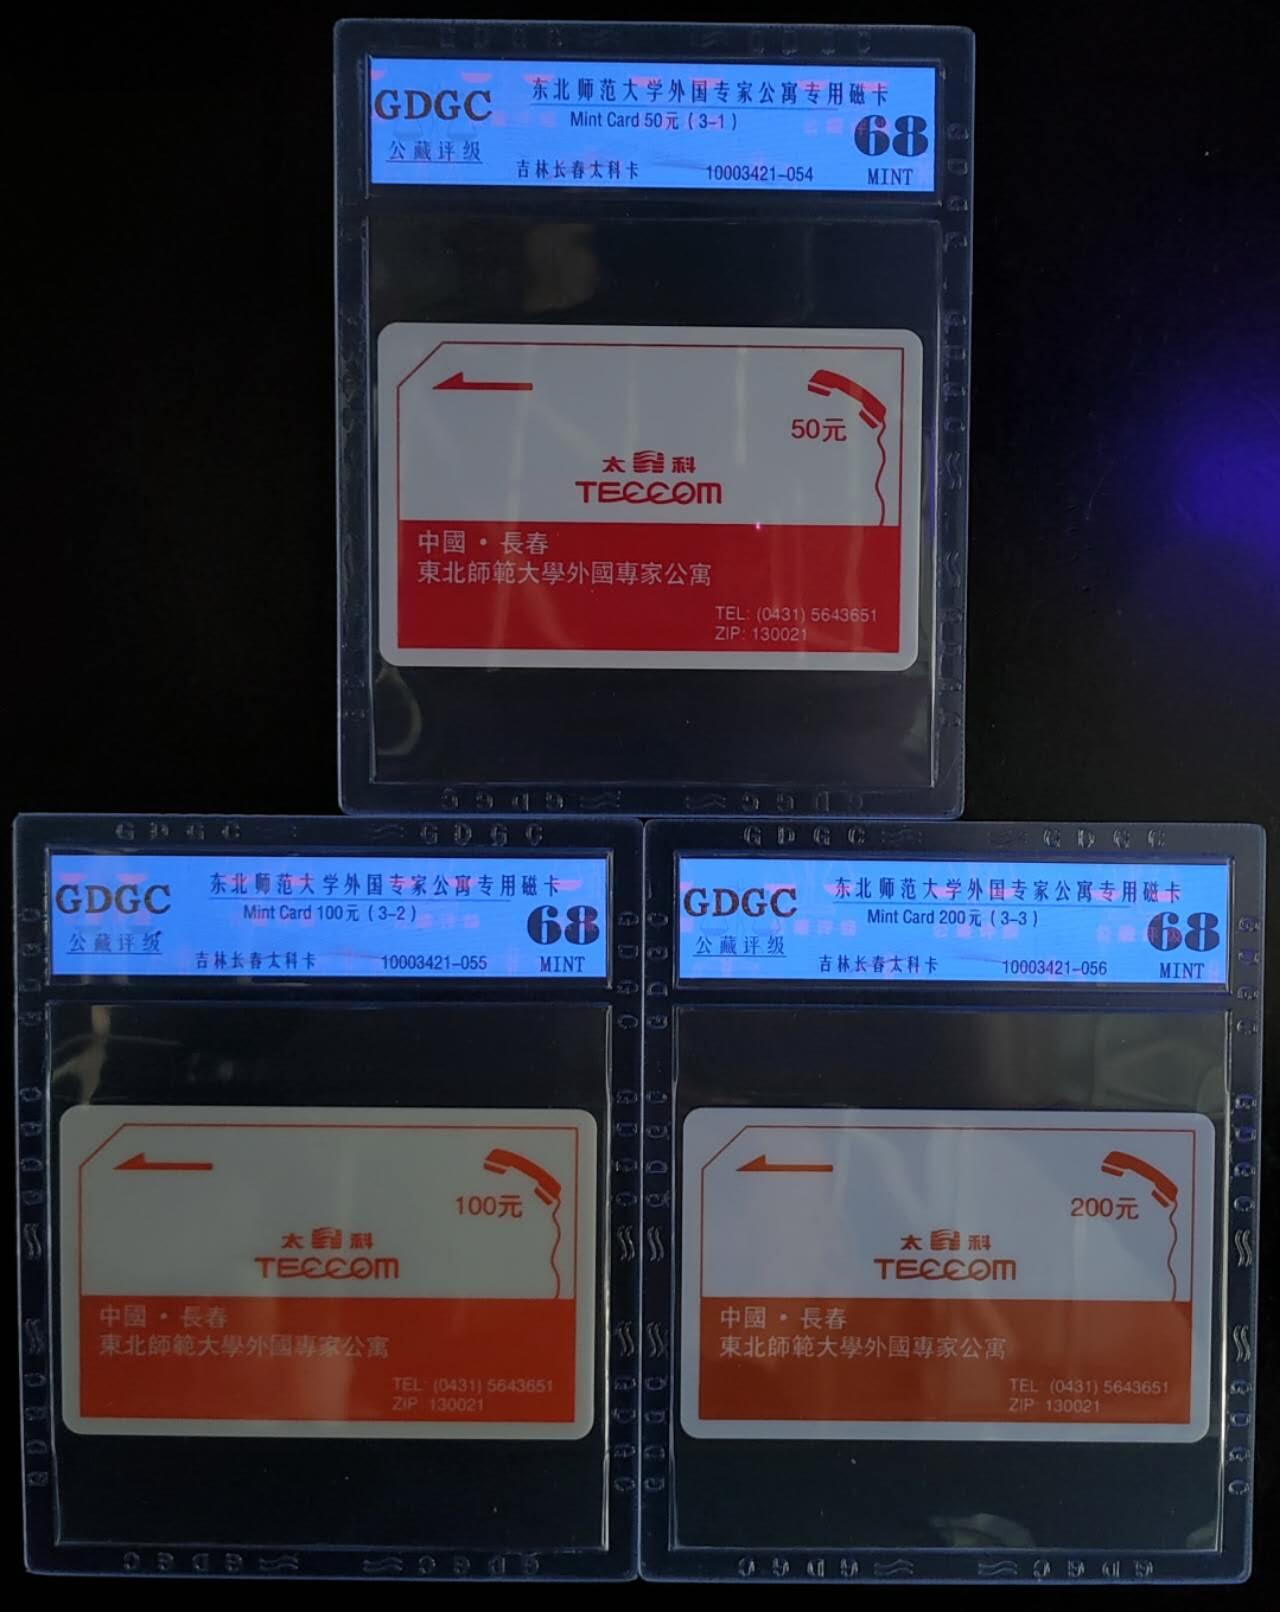 GDGC
公藏评级
东北师范大学外国专家公寓专用磁卡
Mint Card 50元 (3-1)
吉林长春太科卡 10003421-054
68
MINT
50元
太 科
TECCOM
中國·長春
東北師範大學外國專家公寓
TEL: (0431) 5643651
ZIP: 130021
GDGC
公藏评级
东北师范大学外国专家公寓专用磁卡
Mint Card 100元 (3-2)
吉林长春太科卡 10003421-055
68
MINT
100元
太 科
TECCOM
中國·長春
東北師範大學外國專家公寓
TEL: (0431) 5643651
ZIP: 130021
GDGC
公藏评级
东北师范大学外国专家公寓专用磁卡
Mint Card 200元 (3-3)
吉林长春太科卡 10003421-056
68
MINT
200元
太 科
TECCOM
中國·長春
東北師範大學外國專家公寓
TEL: (0431) 5643651
ZIP: 130021